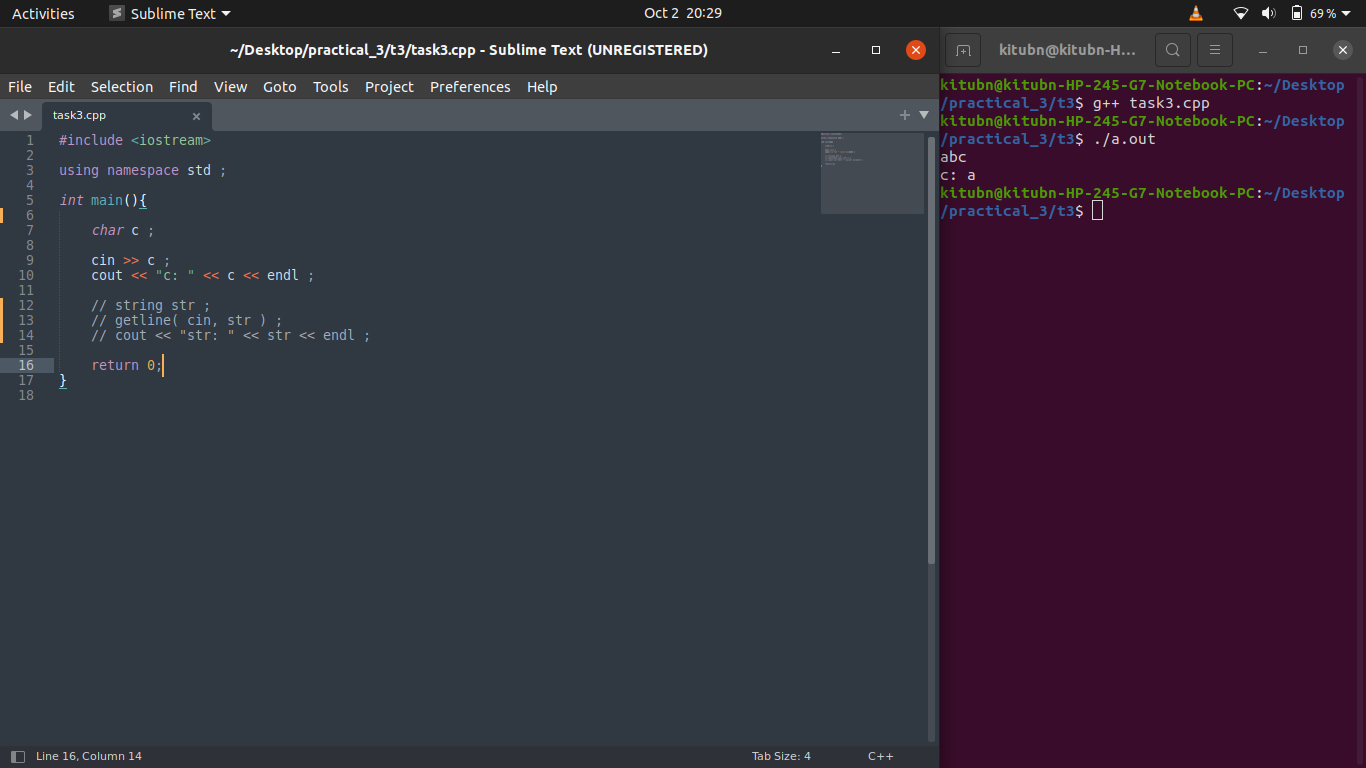 Activities Sublime Text Oct 2 20:29 69 %
~/Desktop/practical_3/t3/task3.cpp - Sublime Text (UNREGISTERED)
File Edit Selection Find View Goto Tools Project Preferences Help
task3.cpp
1 #include <iostream>
2
3 using namespace std ;
4
5 int main(){
6
7 char c ;
8
9 cin >> c ;
10 cout << "c: " << c << endl ;
11
12 // string str ;
13 // getline( cin, str ) ;
14 // cout << "str: " << str << endl ;
15
16 return 0;
17 }
18
Line 16, Column 14 Tab Size: 4 C++
kitubn@kitubn-H...
kitubn@kitubn-HP-245-G7-Notebook-PC:~/Desktop
/practical_3/t3$ g++ task3.cpp
kitubn@kitubn-HP-245-G7-Notebook-PC:~/Desktop
/practical_3/t3$ ./a.out
abc
c: a
kitubn@kitubn-HP-245-G7-Notebook-PC:~/Desktop
/practical_3/t3$